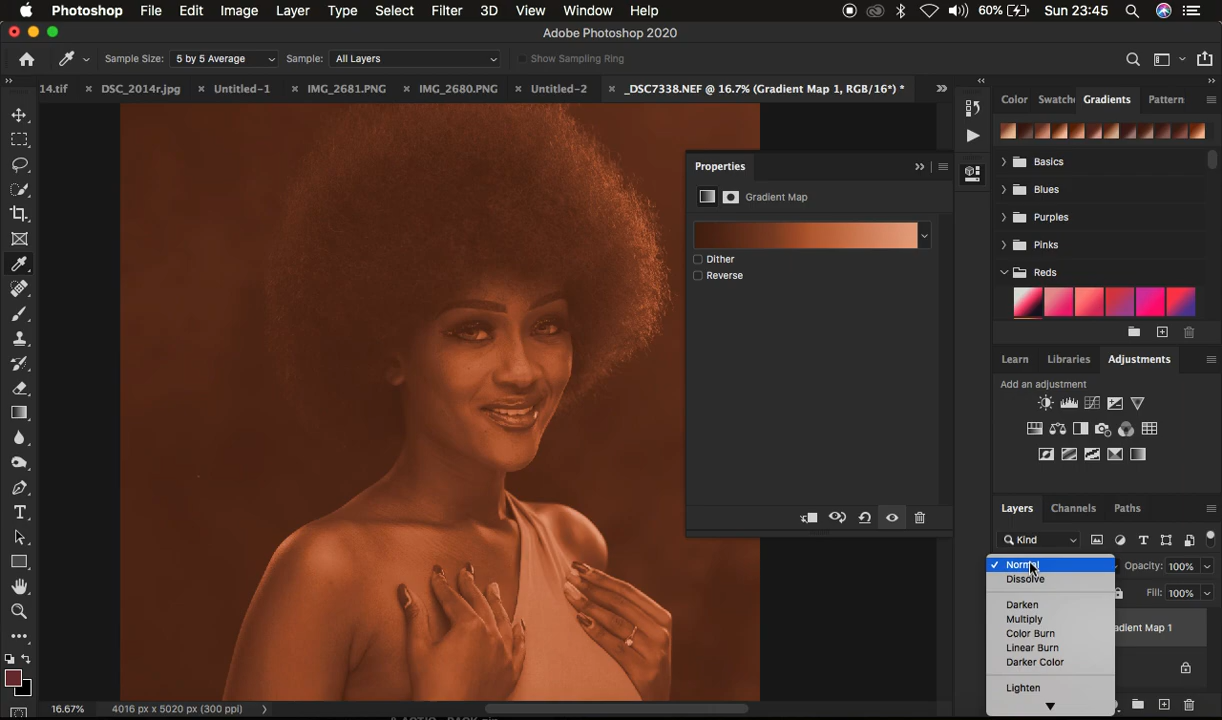 Photoshop File Edit Image Layer Type Select Filter 3D View Window Help 60% Sun 23:45
Adobe Photoshop 2020
Sample Size: 5 by 5 Average Sample: All Layers Show Sampling Ring
14.tif × DSC_2014r.jpg × Untitled-1 × IMG_2681.PNG × IMG_2680.PNG × Untitled-2 × _DSC7338.NEF @ 16.7% (Gradient Map 1, RGB/16*) *
Color Swatche Gradients Pattern
Properties
Gradient Map
Dither
Reverse
Basics
Blues
Purples
Pinks
Reds
Learn Libraries Adjustments
Add an adjustment
Layers Channels Paths
Kind
Normal
Opacity: 100%
Dissolve
Fill: 100%
Darken
Multiply
adient Map 1
Color Burn
Linear Burn
Darker Color
Lighten
16.67% 4016 px x 5020 px (300 ppi)